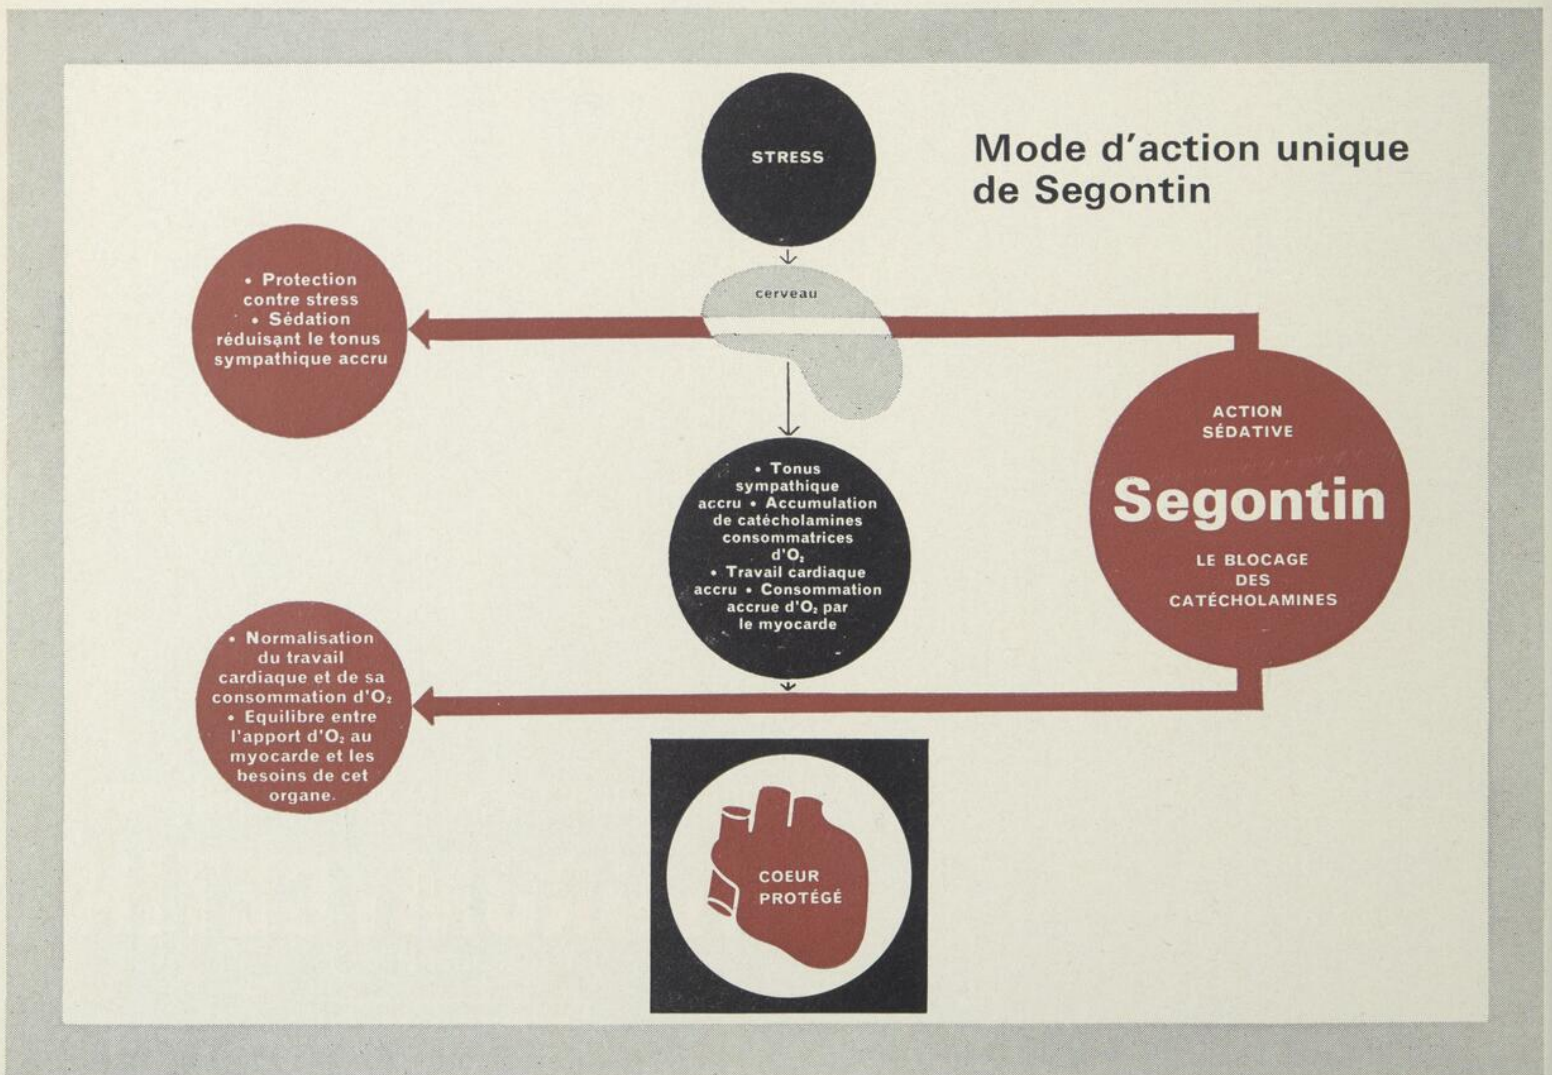 STRESS
Mode d'action unique
de Segontin
cerveau
• Protection
contre stress
• Sédation
réduisant le tonus
sympathique accru
ACTION
SÉDATIVE
Segontin
LE BLOCAGE
DES
CATÉCHOLAMINES
• Tonus
sympathique
accru • Accumulation
de catécholamines
consommatrices
d'O₂
• Travail cardiaque
accru • Consommation
accrue d'O₂ par
le myocarde
• Normalisation
du travail
cardiaque et de sa
consommation d'O₂
• Equilibre entre
l'apport d'O₂ au
myocarde et les
besoins de cet
organe.
COEUR
PROTÉGÉ